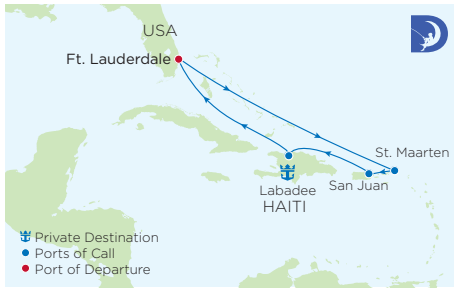 USA
Ft. Lauderdale
St. Maarten
San Juan
Labadee
HAITI
Private Destination
Ports of Call
Port of Departure